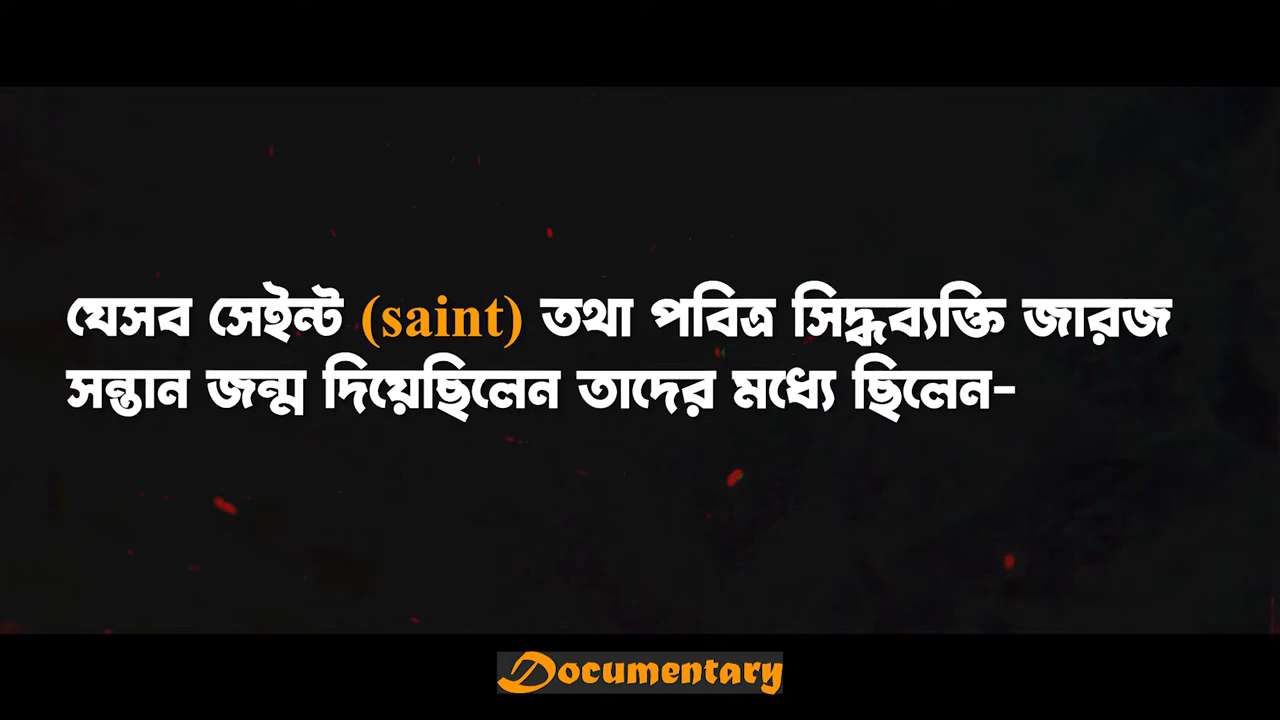 যেসব সেইন্ট (saint) তথা পবিত্র সিদ্ধব্যক্তি জারজ
সন্তান জন্ম দিয়েছিলেন তাদের মধ্যে ছিলেন-
Documentary